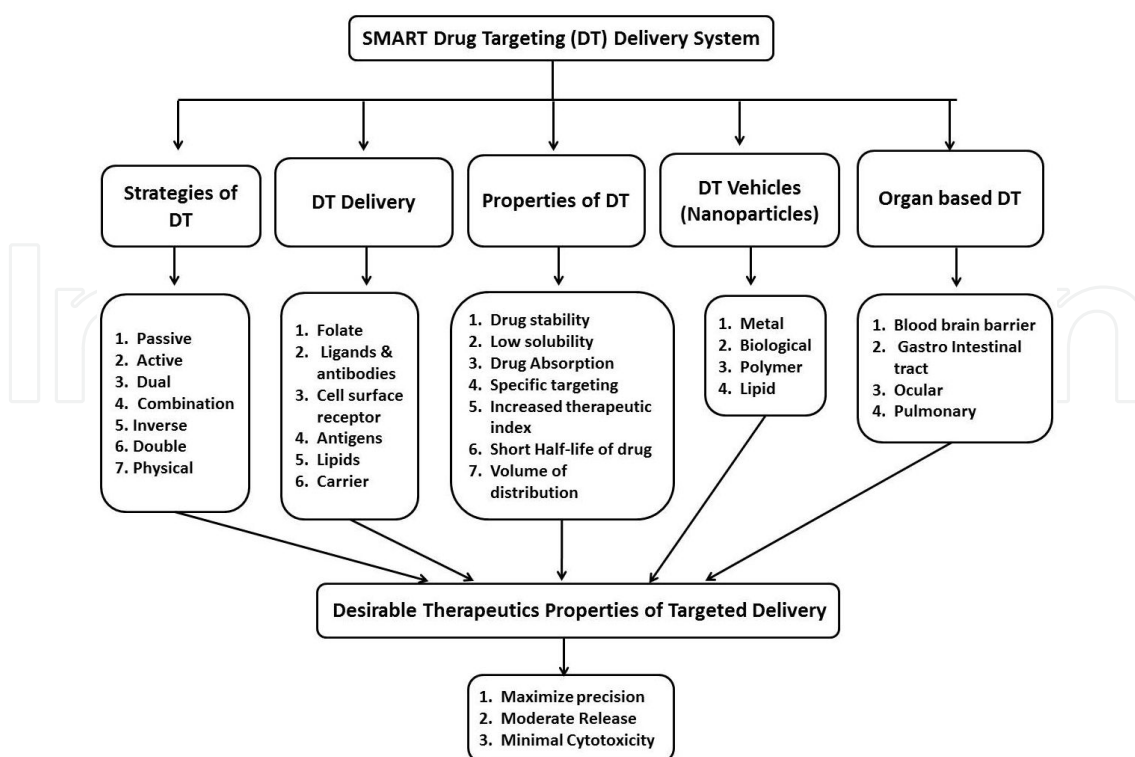 SMART Drug Targeting (DT) Delivery System
Strategies of
DT
DT Delivery
Properties of DT
DT Vehicles
(Nanoparticles)
Organ based DT
1. Passive
2. Active
3. Dual
4. Combination
5. Inverse
6. Double
7. Physical
1. Folate
2. Ligands &
antibodies
3. Cell surface
receptor
4. Antigens
5. Lipids
6. Carrier
1. Drug stability
2. Low solubility
3. Drug Absorption
4. Specific targeting
5. Increased therapeutic
index
6. Short Half-life of drug
7. Volume of
distribution
1. Metal
2. Biological
3. Polymer
4. Lipid
1. Blood brain barrier
2. Gastro Intestinal
tract
3. Ocular
4. Pulmonary
Desirable Therapeutics Properties of Targeted Delivery
1. Maximize precision
2. Moderate Release
3. Minimal Cytotoxicity